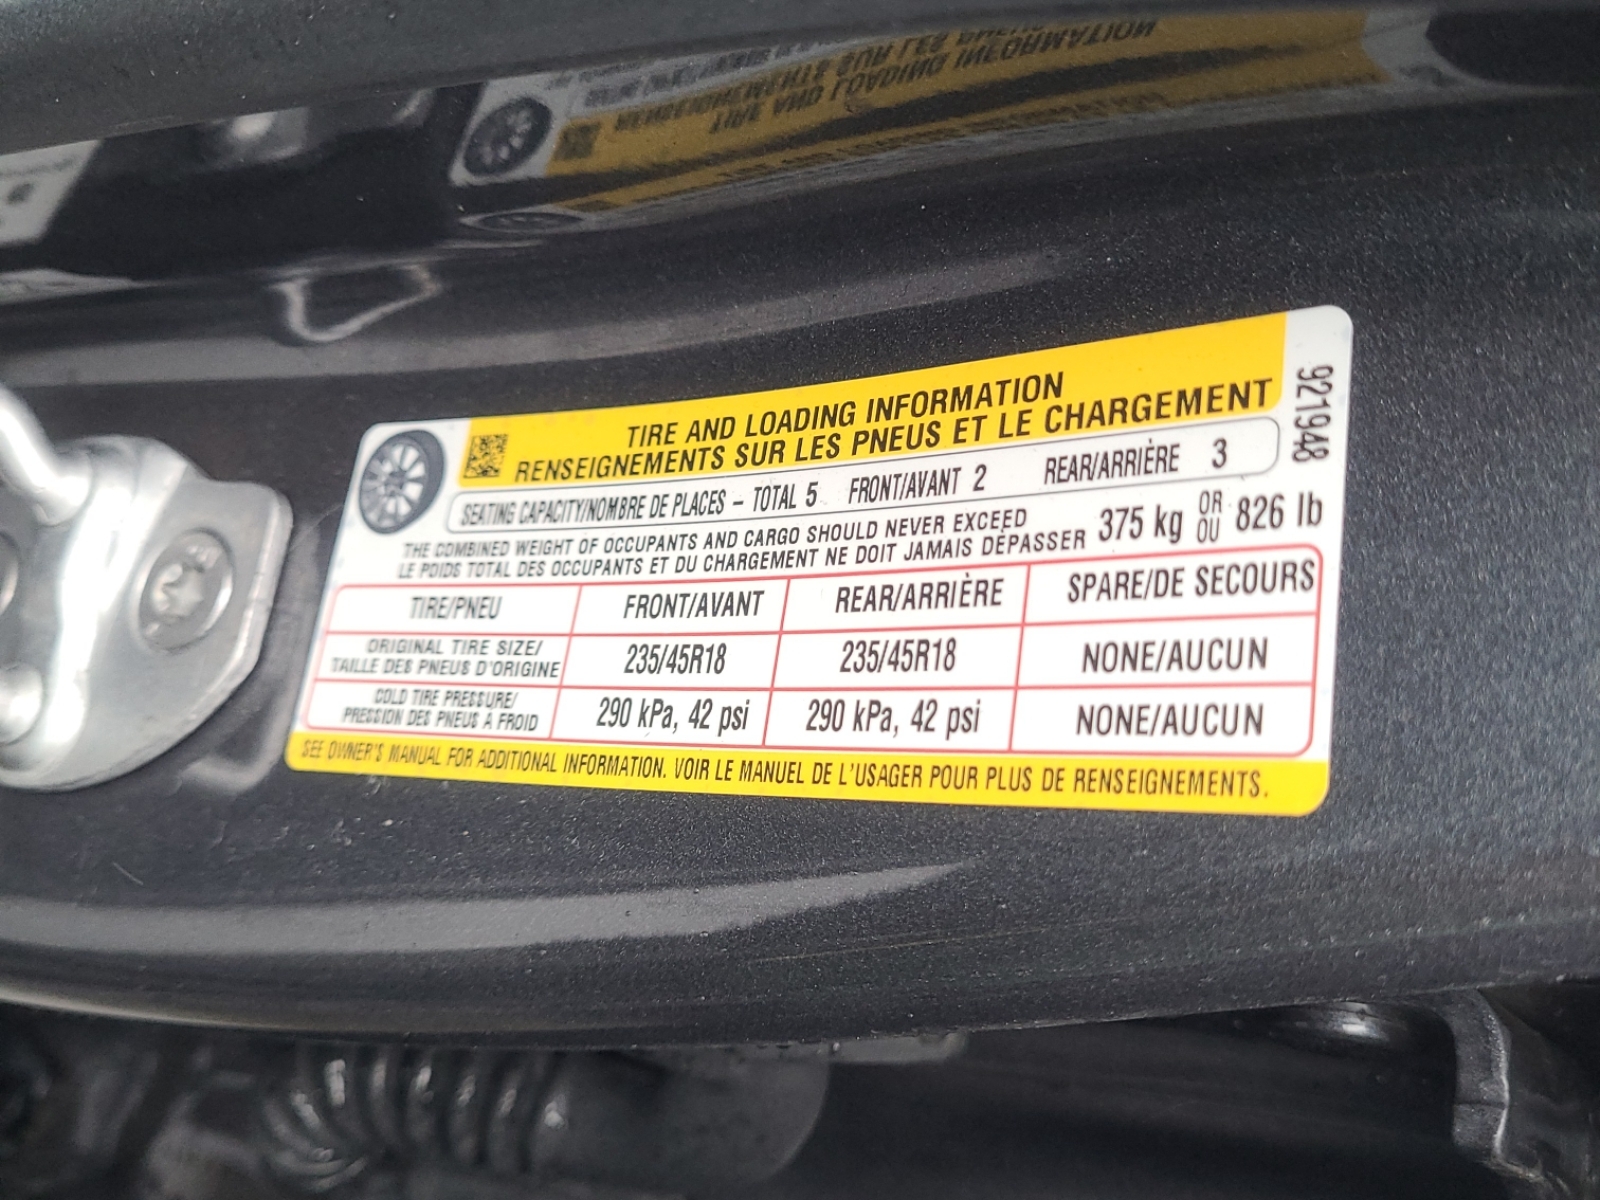 TIRE AND LOADING INFORMATION
RENSEIGNEMENTS SUR LES PNEUS ET LE CHARGEMENT
9219948
SEATING CAPACITY/NOMBRE DE PLACES – TOTAL 5 FRONT/AVANT 2 REAR/ARRIÈRE 3
THE COMBINED WEIGHT OF OCCUPANTS AND CARGO SHOULD NEVER EXCEED
LE POIDS TOTAL DES OCCUPANTS ET DU CHARGEMENT NE DOIT JAMAIS DÉPASSER
375 kg OR OU 826 lb
TIRE/PNEU FRONT/AVANT REAR/ARRIÈRE SPARE/DE SECOURS
ORIGINAL TIRE SIZE/
TAILLE DES PNEUS D'ORIGINE 235/45R18 235/45R18 NONE/AUCUN
COLD TIRE PRESSURE/
PRESSION DES PNEUS A FROID 290 kPa, 42 psi 290 kPa, 42 psi NONE/AUCUN
SEE OWNER'S MANUAL FOR ADDITIONAL INFORMATION. VOIR LE MANUEL DE L'USAGER POUR PLUS DE RENSEIGNEMENTS.